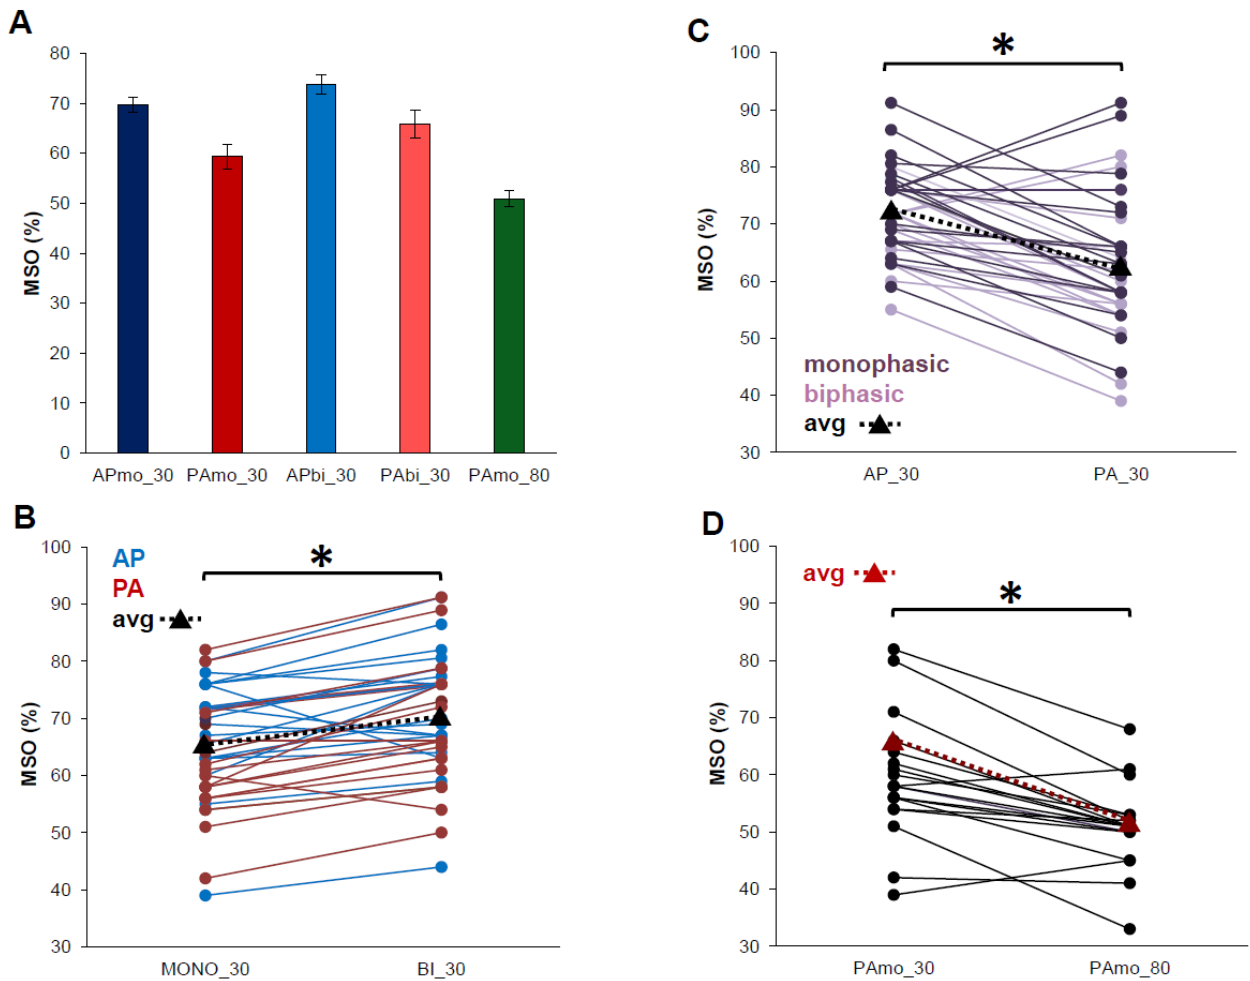 A
MSO (%)
80
70
60
50
40
30
20
10
0
APmo_30 PAmo_30 APbi_30 PAbi_30 PAmo_80
B
MSO (%)
100
90
80
70
60
50
40
30
AP
PA
avg
*
MONO_30 BI_30
C
MSO (%)
100
90
80
70
60
50
40
30
*
monophasic
biphasic
avg
AP_30 PA_30
D
MSO (%)
100
90
80
70
60
50
40
30
avg
*
PAmo_30 PAmo_80